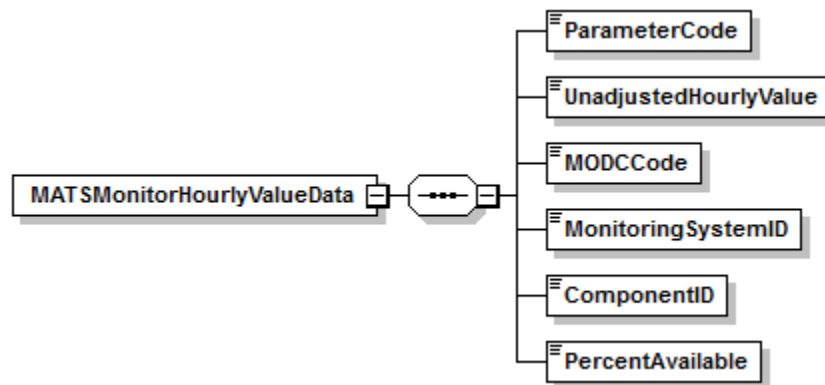 ParameterCode
UnadjustedHourlyValue
MODCCode
MATSMonitorHourlyValueData
MonitoringSystemID
ComponentID
PercentAvailable